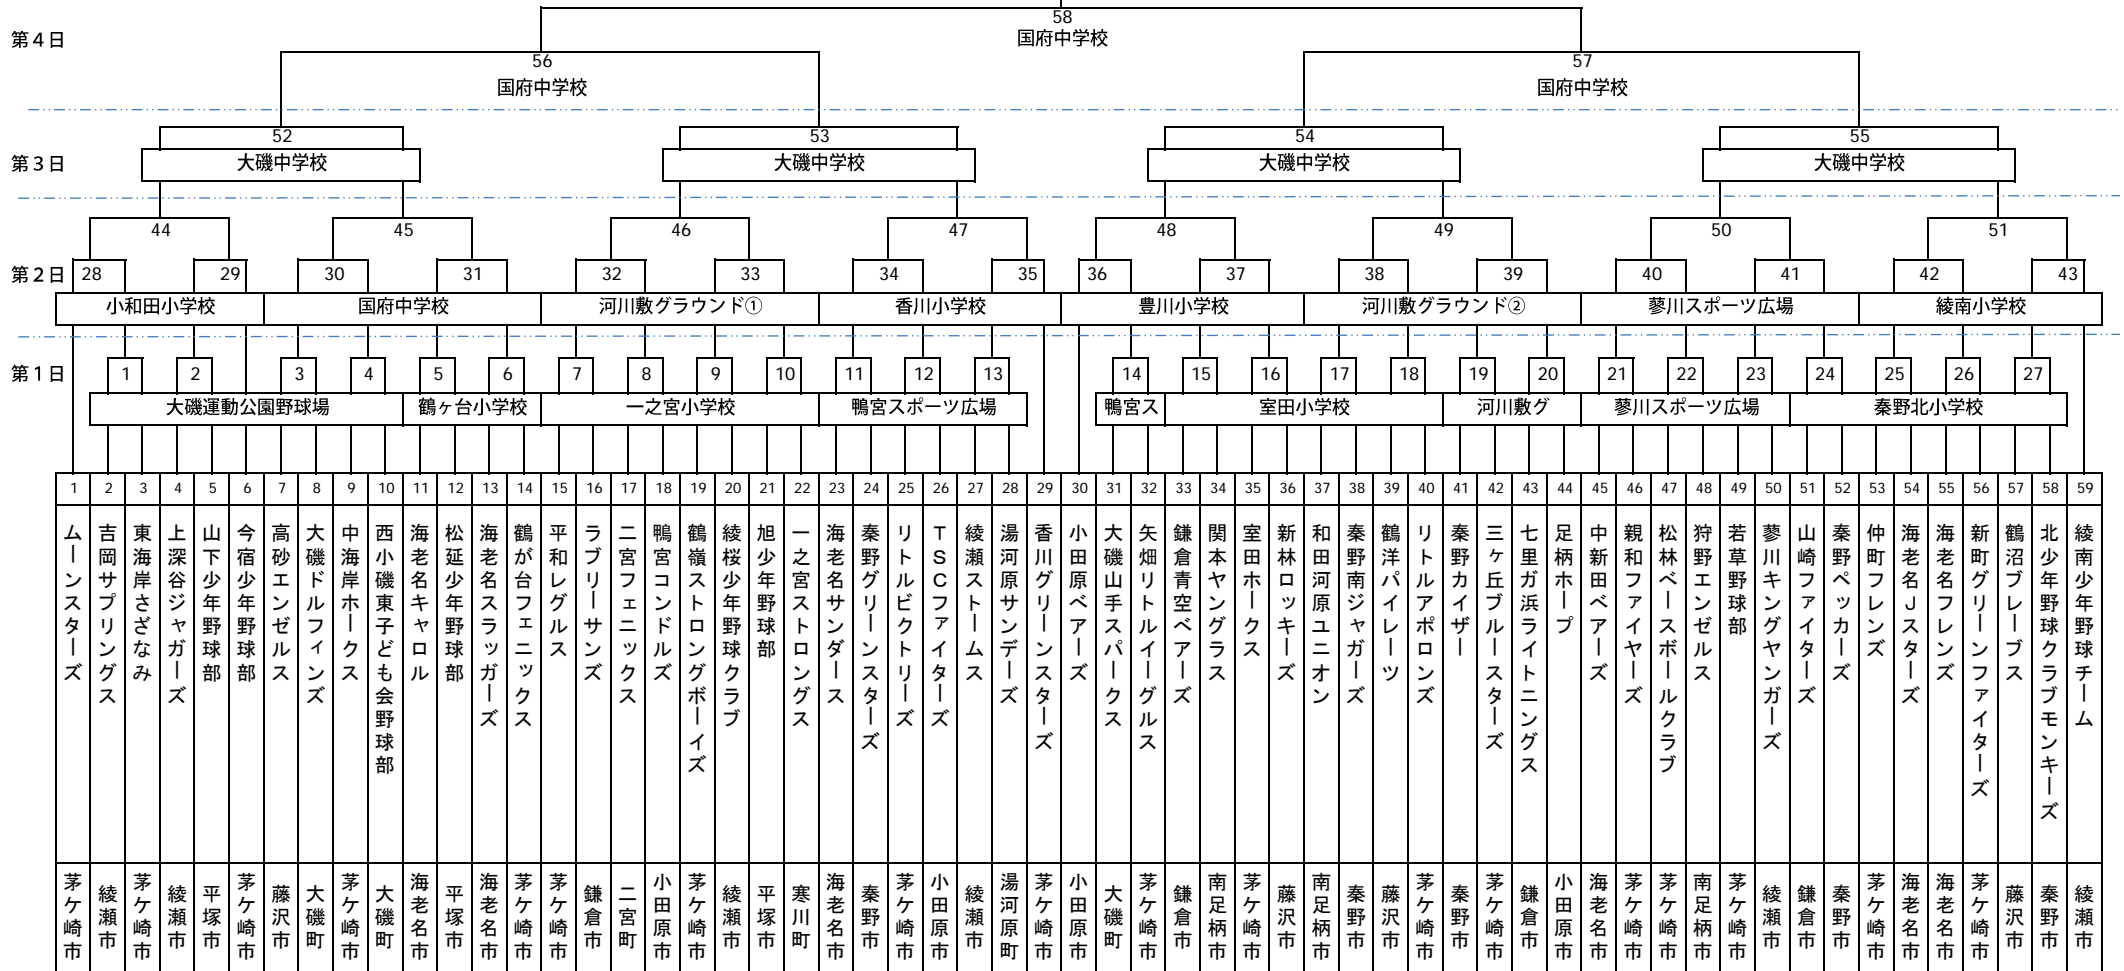 58
第４日
国府中学校
56
57
国府中学校
国府中学校
52
53
54
55
第３日
大磯中学校
大磯中学校
大磯中学校
大磯中学校
44
45
46
47
48
49
50
51
第２日
28
29
30
31
32
33
34
35
36
37
38
39
40
41
42
43
小和田小学校
国府中学校
河川敷グラウンド①
香川小学校
豊川小学校
河川敷グラウンド②
蓼川スポーツ広場
綾南小学校
第１日
1
2
3
4
5
6
7
8
9
10
11
12
13
14
15
16
17
18
19
20
21
22
23
24
25
26
27
大磯運動公園野球場
鶴ヶ台小学校
一之宮小学校
鴨宮スポーツ広場
鴨宮ス
室田小学校
河川敷グ
蓼川スポーツ広場
秦野北小学校
1
2
3
4
5
6
7
8
9
10
11
12
13
14
15
16
17
18
19
20
21
22
23
24
25
26
27
28
29
30
31
32
33
34
35
36
37
38
39
40
41
42
43
44
45
46
47
48
49
50
51
52
53
54
55
56
57
58
59
ムーンスターズ
吉岡サプリングス
東海岸さざなみ
上深谷ジャガーズ
山下少年野球部
今宿少年野球部
高砂エンゼルス
大磯ドルフィンズ
中海岸ホークス
西小磯東子ども会野球部
海老名キャロル
松延少年野球部
海老名スラッガーズ
鶴が台フェニックス
平和レグルス
ラブリーサンズ
二宮フェニックス
鴨宮コンドルズ
鶴嶺ストロングボーイズ
綾桜少年野球クラブ
旭少年野球部
一之宮ストロングス
海老名サンダース
秦野グリーンスターズ
リトルビクトリーズ
ＴＳＣファイターズ
綾瀬ストームス
湯河原サンデーズ
香川グリーンスターズ
小田原ベアーズ
大磯山手スパークス
矢畑リトルイーグルス
鎌倉青空ベアーズ
関本ヤングラス
室田ホークス
新林ロッキーズ
和田河原ユニオン
秦野南ジャガーズ
鶴洋パイレーツ
リトルアポロンズ
秦野カイザー
三ヶ丘ブルースターズ
七里ガ浜ライトニングス
足柄ホープ
中新田ベアーズ
親和ファイヤーズ
松林ベースボールクラブ
狩野エンゼルス
若草野球部
蓼川キングヤンガーズ
山崎ファイターズ
秦野ペッカーズ
仲町フレンズ
海老名Ｊスターズ
海老名フレンズ
新町グリーンファイターズ
鶴沼ブレーブス
北少年野球クラブモンキーズ
綾南少年野球チーム
茅ケ崎市
綾瀬市
茅ケ崎市
綾瀬市
平塚市
茅ケ崎市
藤沢市
大磯町
茅ケ崎市
大磯町
海老名市
平塚市
海老名市
茅ケ崎市
茅ケ崎市
鎌倉市
二宮町
小田原市
茅ケ崎市
綾瀬市
平塚市
寒川町
海老名市
秦野市
茅ケ崎市
小田原市
綾瀬市
湯河原町
茅ケ崎市
小田原市
大磯町
茅ケ崎市
鎌倉市
南足柄市
茅ケ崎市
藤沢市
南足柄市
秦野市
藤沢市
茅ケ崎市
秦野市
茅ケ崎市
鎌倉市
小田原市
海老名市
茅ケ崎市
茅ケ崎市
南足柄市
茅ケ崎市
綾瀬市
鎌倉市
秦野市
茅ケ崎市
海老名市
海老名市
茅ケ崎市
藤沢市
秦野市
綾瀬市